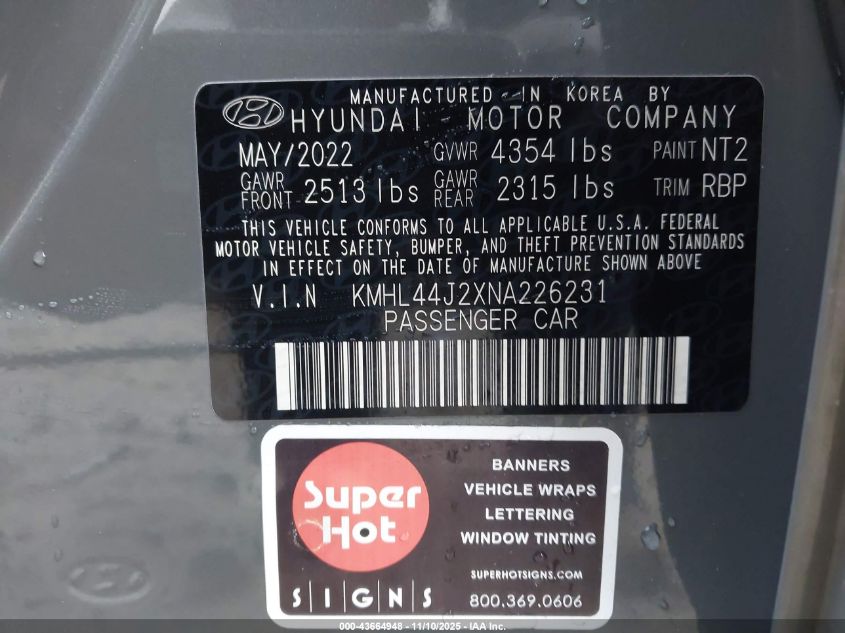 MANUFACTURED IN KOREA BY
HYUNDAI MOTOR COMPANY
MAY/2022 GVWR 4354 lbs PAINT NT2
GAWR FRONT 2513 lbs GAWR REAR 2315 lbs TRIM RBP
THIS VEHICLE CONFORMS TO ALL APPLICABLE U.S.A. FEDERAL
MOTOR VEHICLE SAFETY, BUMPER, AND THEFT PREVENTION STANDARDS
IN EFFECT ON THE DATE OF MANUFACTURE SHOWN ABOVE
V.I.N KMHL44J2XNA226231
PASSENGER CAR
Super
Hot
S|I|G|N|S
BANNERS
VEHICLE WRAPS
LETTERING
WINDOW TINTING
SUPERHOTSIGNS.COM
800.369.0606
000-43664948 - 11/10/2025 - IAA Inc.